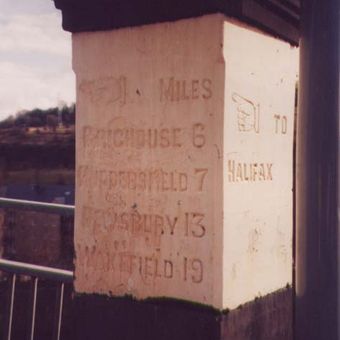 MILES
BRIGHOUSE 6
HUDDERSFIELD 7
DEWSBURY 13
WAKEFIELD 19
TO
HALIFAX